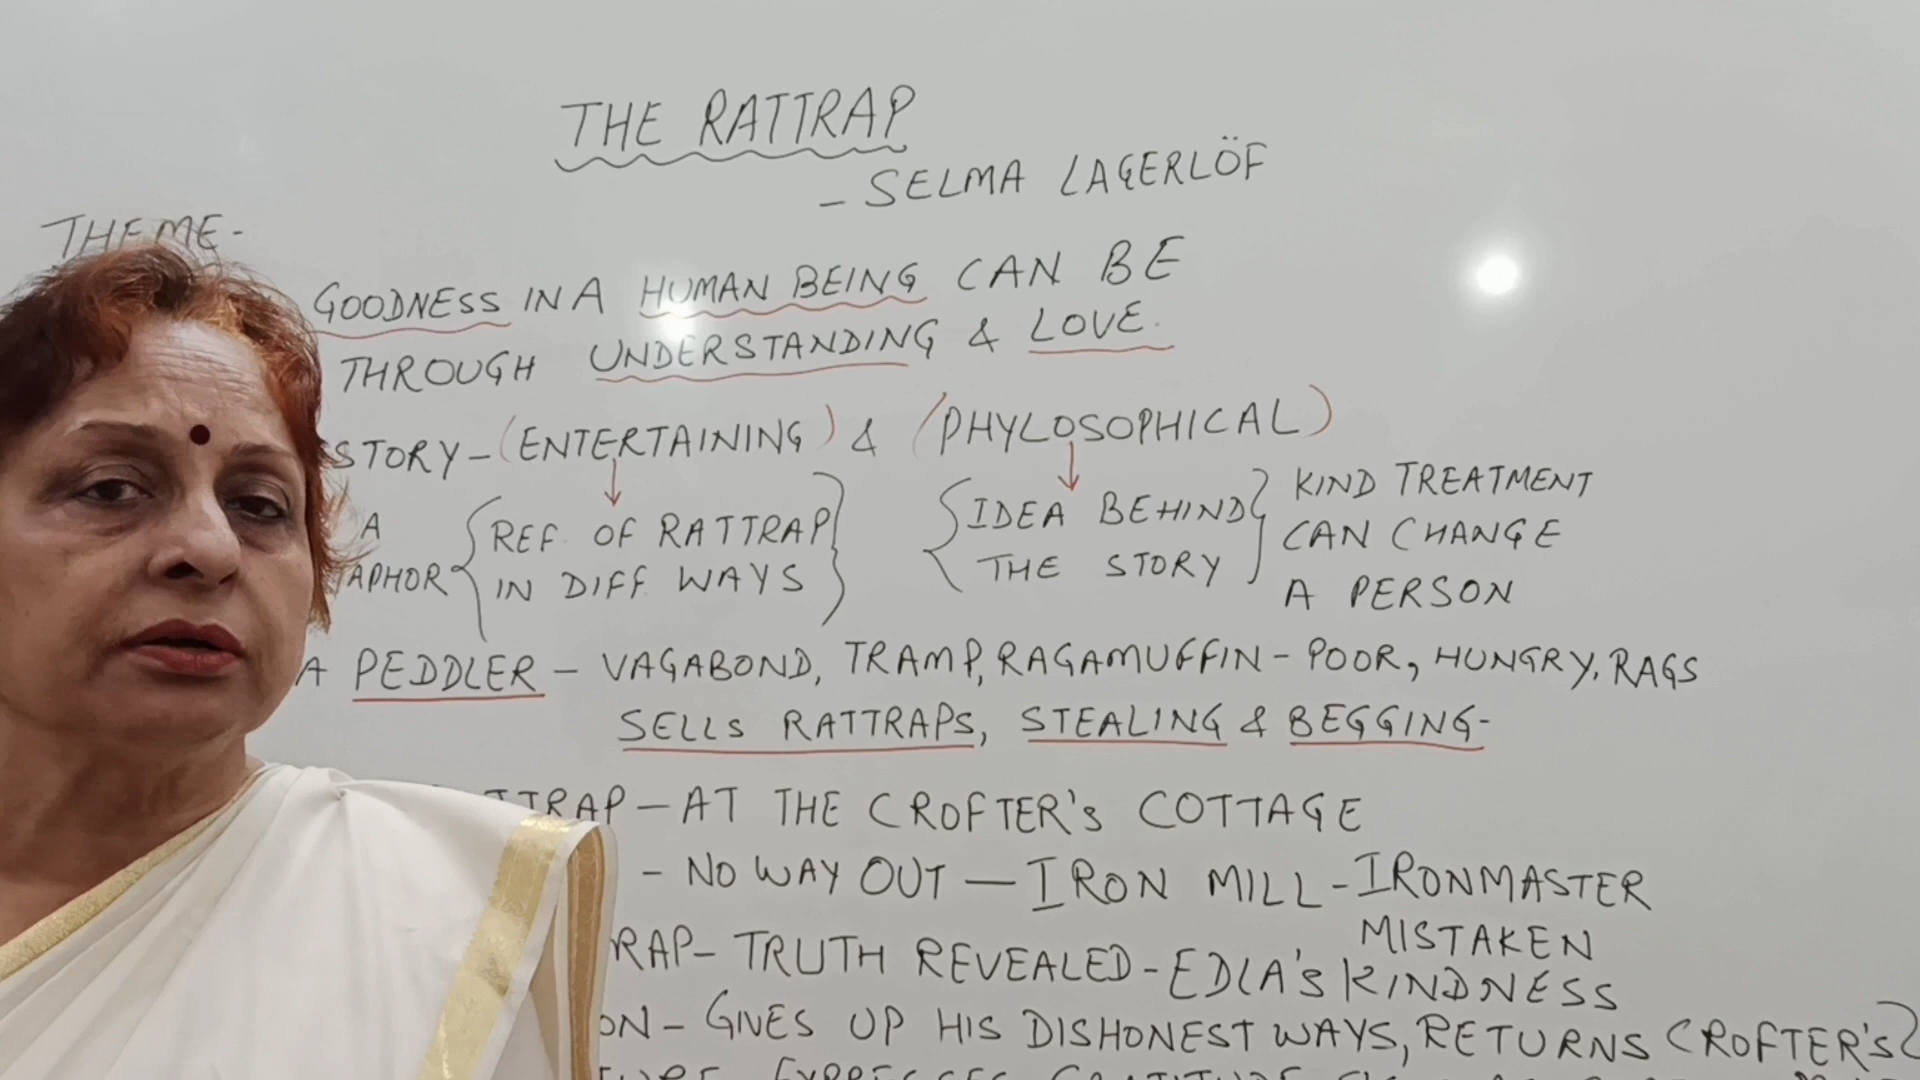 THE RATTRAP
- SELMA LAGERLÖF
THEME-
GOODNESS IN A HUMAN BEING CAN BE
THROUGH UNDERSTANDING & LOVE.
STORY - (ENTERTAINING) & (PHYLOSOPHICAL)
A { REF. OF RATTRAP } { IDEA BEHIND } KIND TREATMENT
APHOR IN DIFF WAYS THE STORY CAN CHANGE
A PERSON
A PEDDLER - VAGABOND, TRAMP, RAGAMUFFIN - POOR, HUNGRY, RAGS
SELLS RATTRAPS, STEALING & BEGGING-
TTRAP - AT THE CROFTER'S COTTAGE
- NO WAY OUT - IRON MILL - IRONMASTER
MISTAKEN
RAP - TRUTH REVEALED - EDLA'S KINDNESS
ON - GIVES UP HIS DISHONEST WAYS, RETURNS CROFTER'S
EXPRESSES GRATITUDE